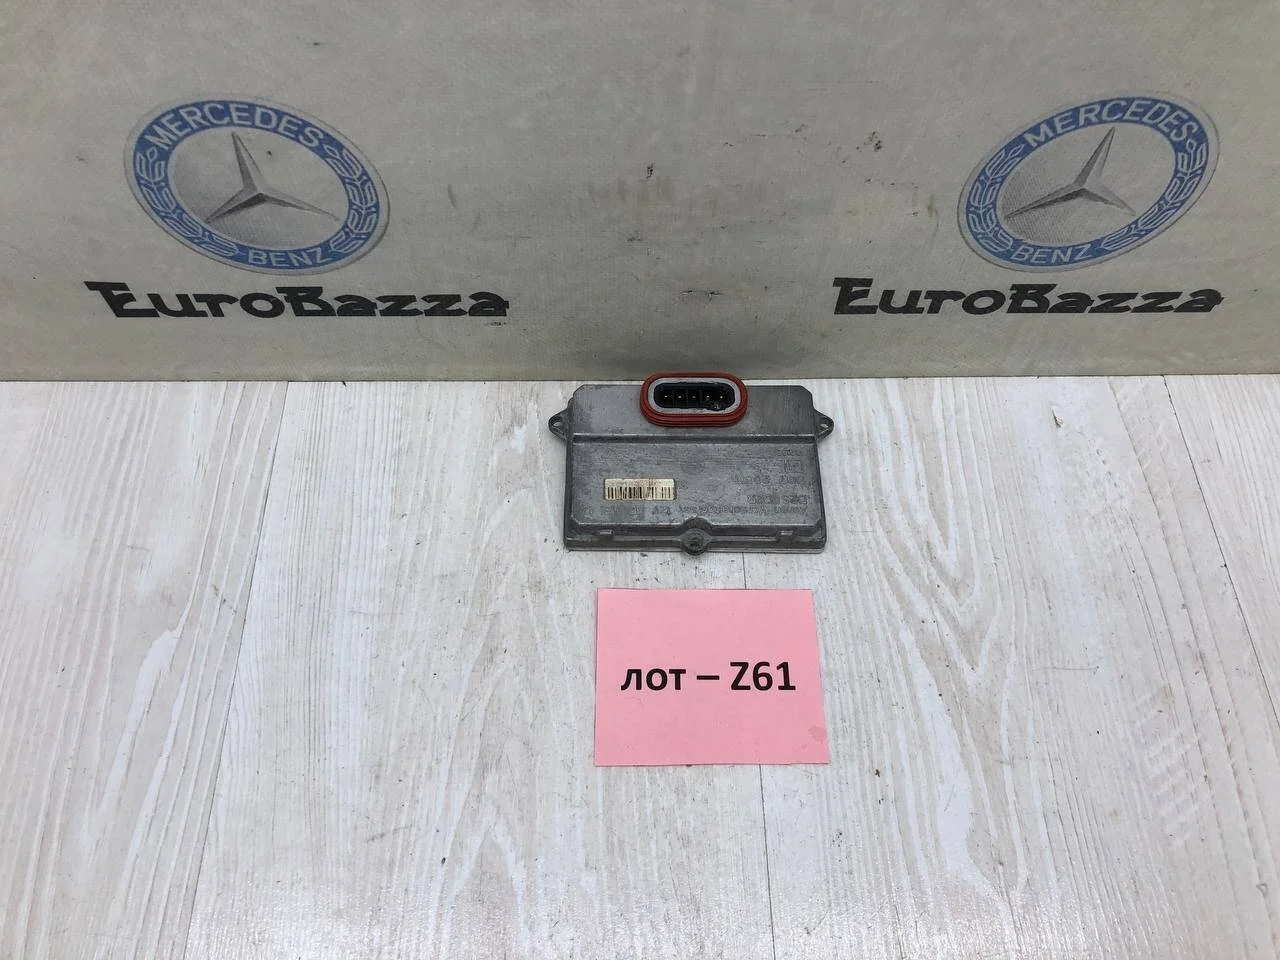 MERCEDES
BENZ
EuroBazza
MERCEDES
BENZ
EuroBazza
лот – Z61